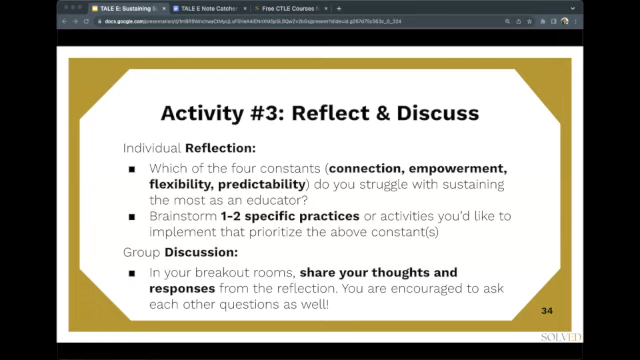 TALE E: Sustaining S
TALE E Note Catcher
Free CTLE Courses
Activity #3: Reflect & Discuss
Individual Reflection:
Which of the four constants (connection, empowerment,
flexibility, predictability) do you struggle with sustaining
the most as an educator?
Brainstorm 1-2 specific practices or activities you'd like to
implement that prioritize the above constant(s)
Group Discussion:
In your breakout rooms, share your thoughts and
responses from the reflection. You are encouraged to ask
each other questions as well!
34
SOLVED